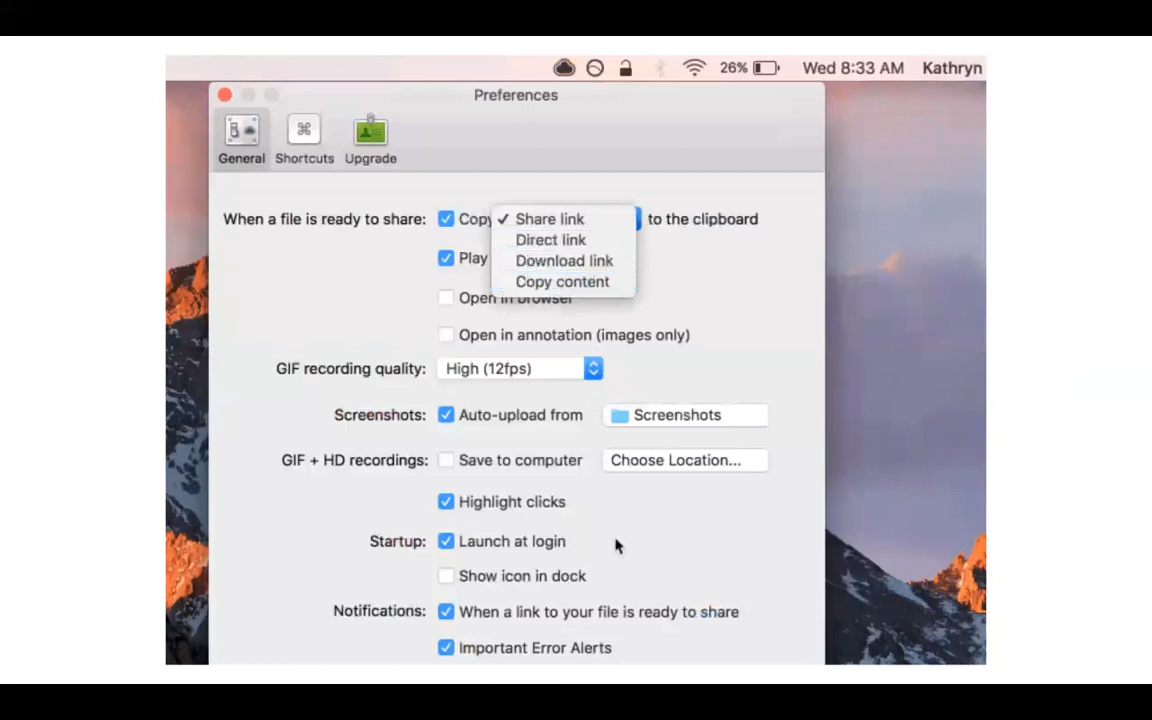 26% Wed 8:33 AM Kathryn
Preferences
General Shortcuts Upgrade
When a file is ready to share: Copy ✓ Share link to the clipboard
Direct link
Play
Download link
Copy content
Open in browser
Open in annotation (images only)
GIF recording quality: High (12fps)
Screenshots: Auto-upload from Screenshots
GIF + HD recordings: Save to computer Choose Location...
Highlight clicks
Startup: Launch at login
Show icon in dock
Notifications: When a link to your file is ready to share
Important Error Alerts